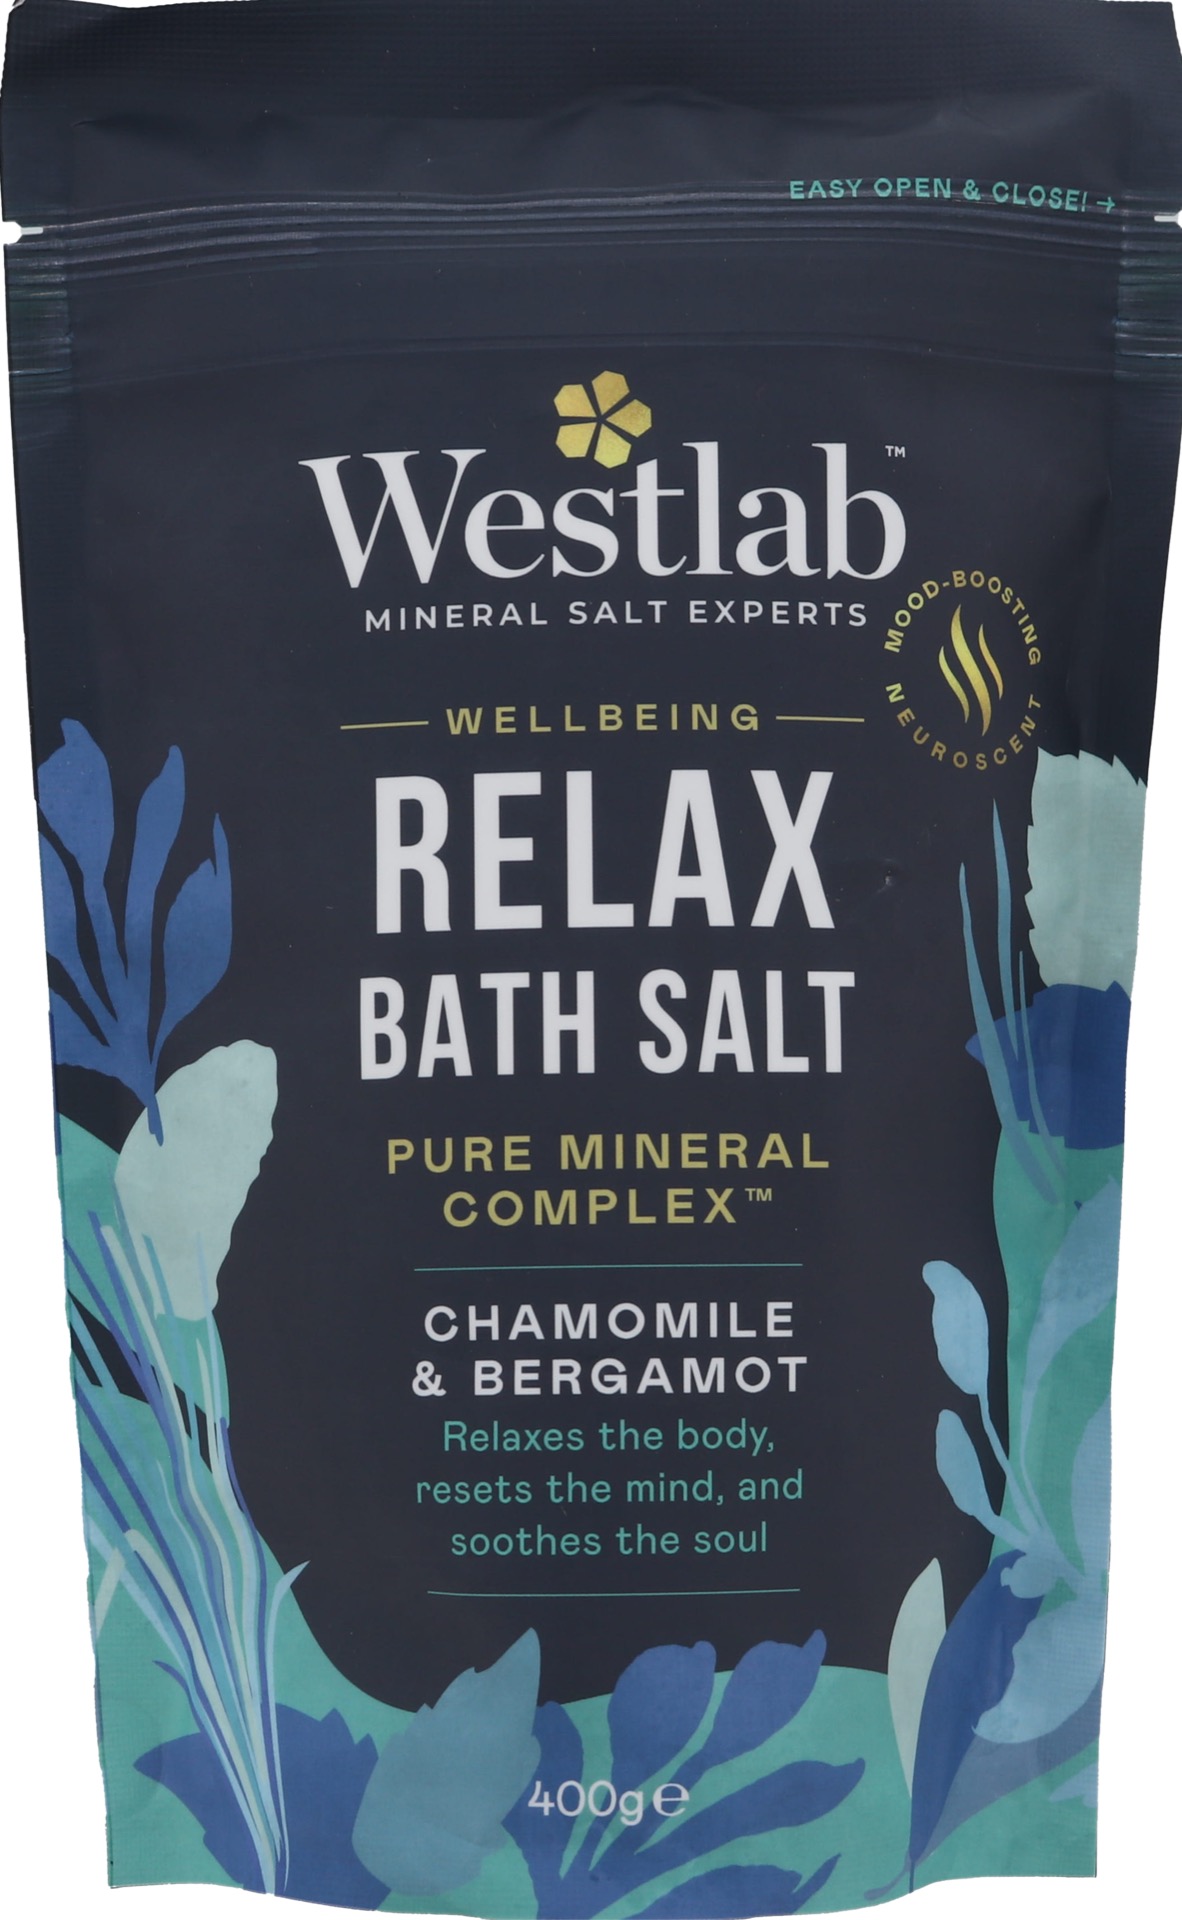 EASY OPEN & CLOSE! →
Westlab™
MINERAL SALT EXPERTS
MOOD-BOOSTING
NEUROSCENT
WELLBEING
RELAX
BATH SALT
PURE MINERAL
COMPLEX™
CHAMOMILE
& BERGAMOT
Relaxes the body,
resets the mind, and
soothes the soul
400g℮